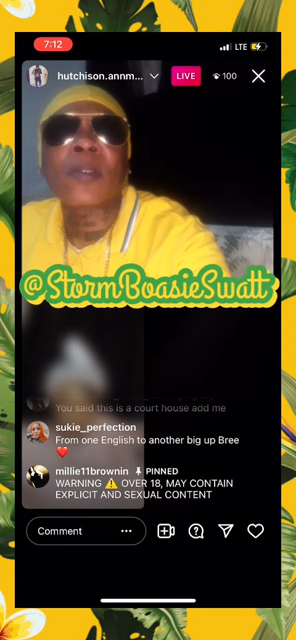 7:12
LTE
hutchison.annm...
LIVE
100
@StormBoasieSwatt
You said this is a court house add me
sukie_perfection
From one English to another big up Bree
❤️
millie11brownin PINNED
WARNING ⚠️ OVER 18, MAY CONTAIN
EXPLICIT AND SEXUAL CONTENT
Comment